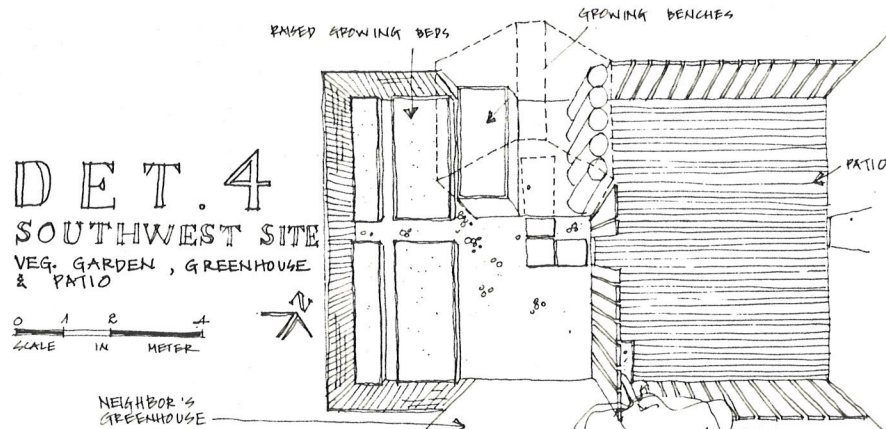 RAISED GROWING BEDS
GROWING BENCHES
DET.4
SOUTHWEST SITE
VEG. GARDEN , GREENHOUSE
& PATIO
PATIO
N
0 1 2 4
SCALE IN METER
NEIGHBOR'S
GREENHOUSE